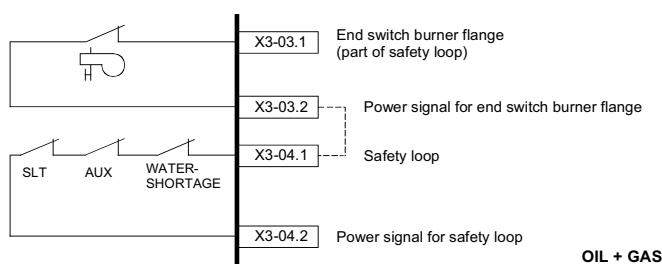 X3-03.1 End switch burner flange
(part of safety loop)
X3-03.2 Power signal for end switch burner flange
X3-04.1 Safety loop
SLT AUX WATER-
SHORTAGE
X3-04.2 Power signal for safety loop
OIL + GAS